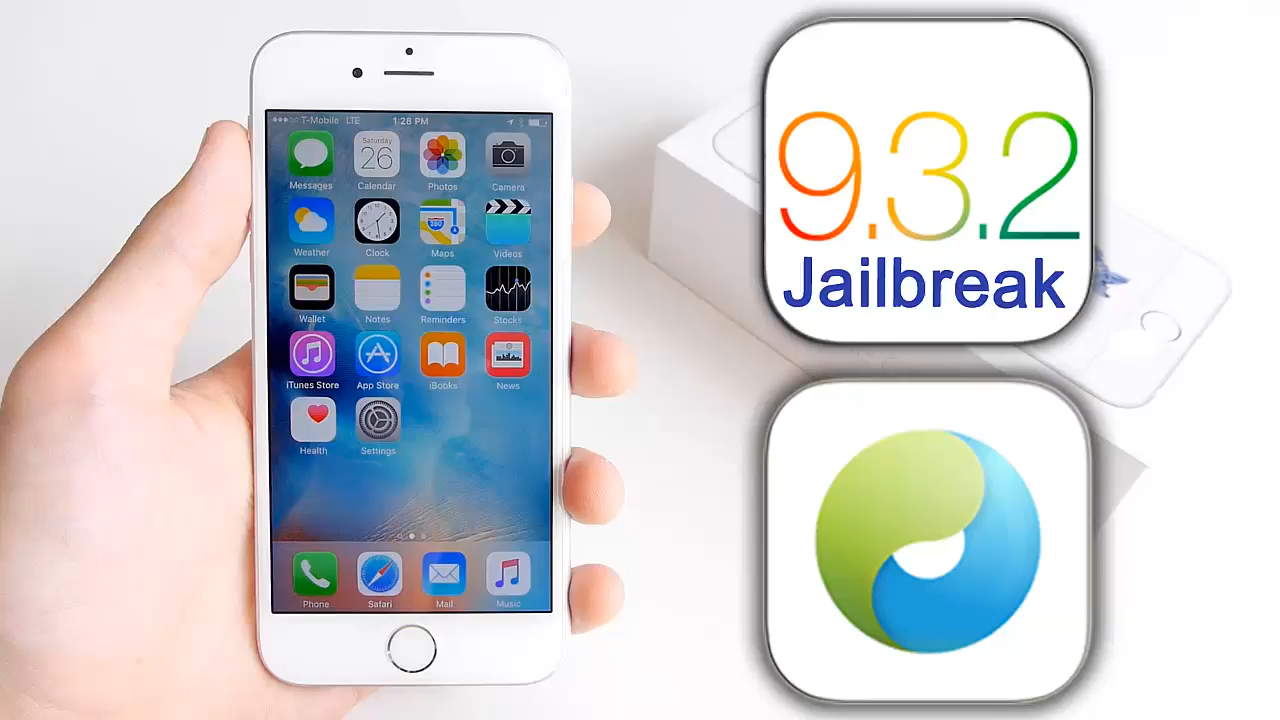 T-Mobile LTE 1:28 PM
Saturday
26
Messages Calendar Photos Camera
280
Weather Clock Maps Videos
Wallet Notes Reminders Stocks
iTunes Store App Store iBooks News
Health Settings
Phone Safari Mail Music
9.3.2
Jailbreak